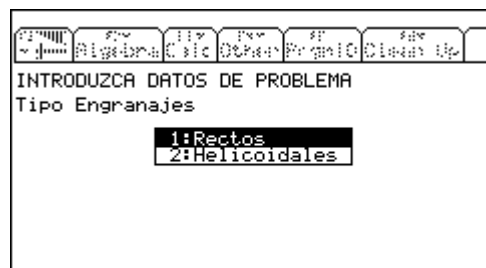 Algebra Calc Other PrgmIO Clean Up
INTRODUZCA DATOS DE PROBLEMA
Tipo Engranajes
1:Rectos
2:Helicoidales